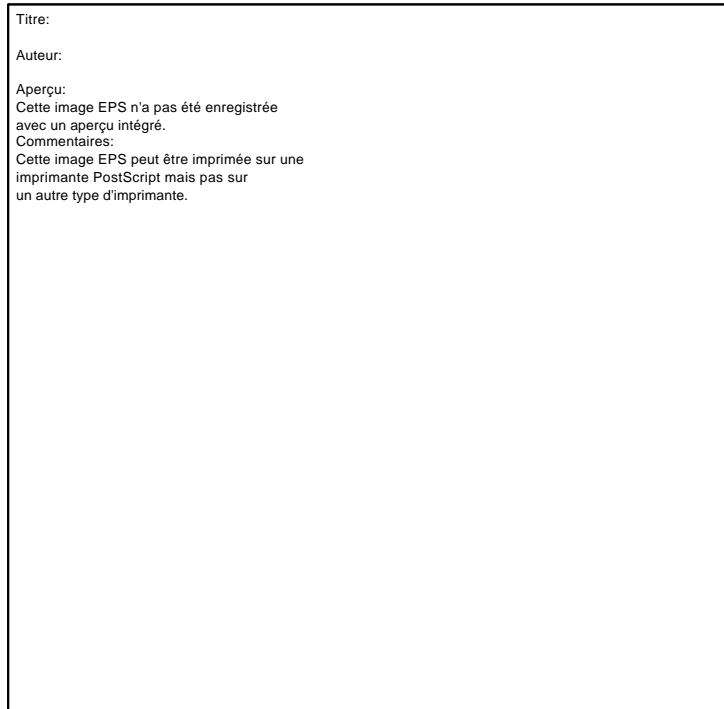 Titre:
Auteur:
Aperçu:
Cette image EPS n'a pas été enregistrée
avec un aperçu intégré.
Commentaires:
Cette image EPS peut être imprimée sur une
imprimante PostScript mais pas sur
un autre type d'imprimante.